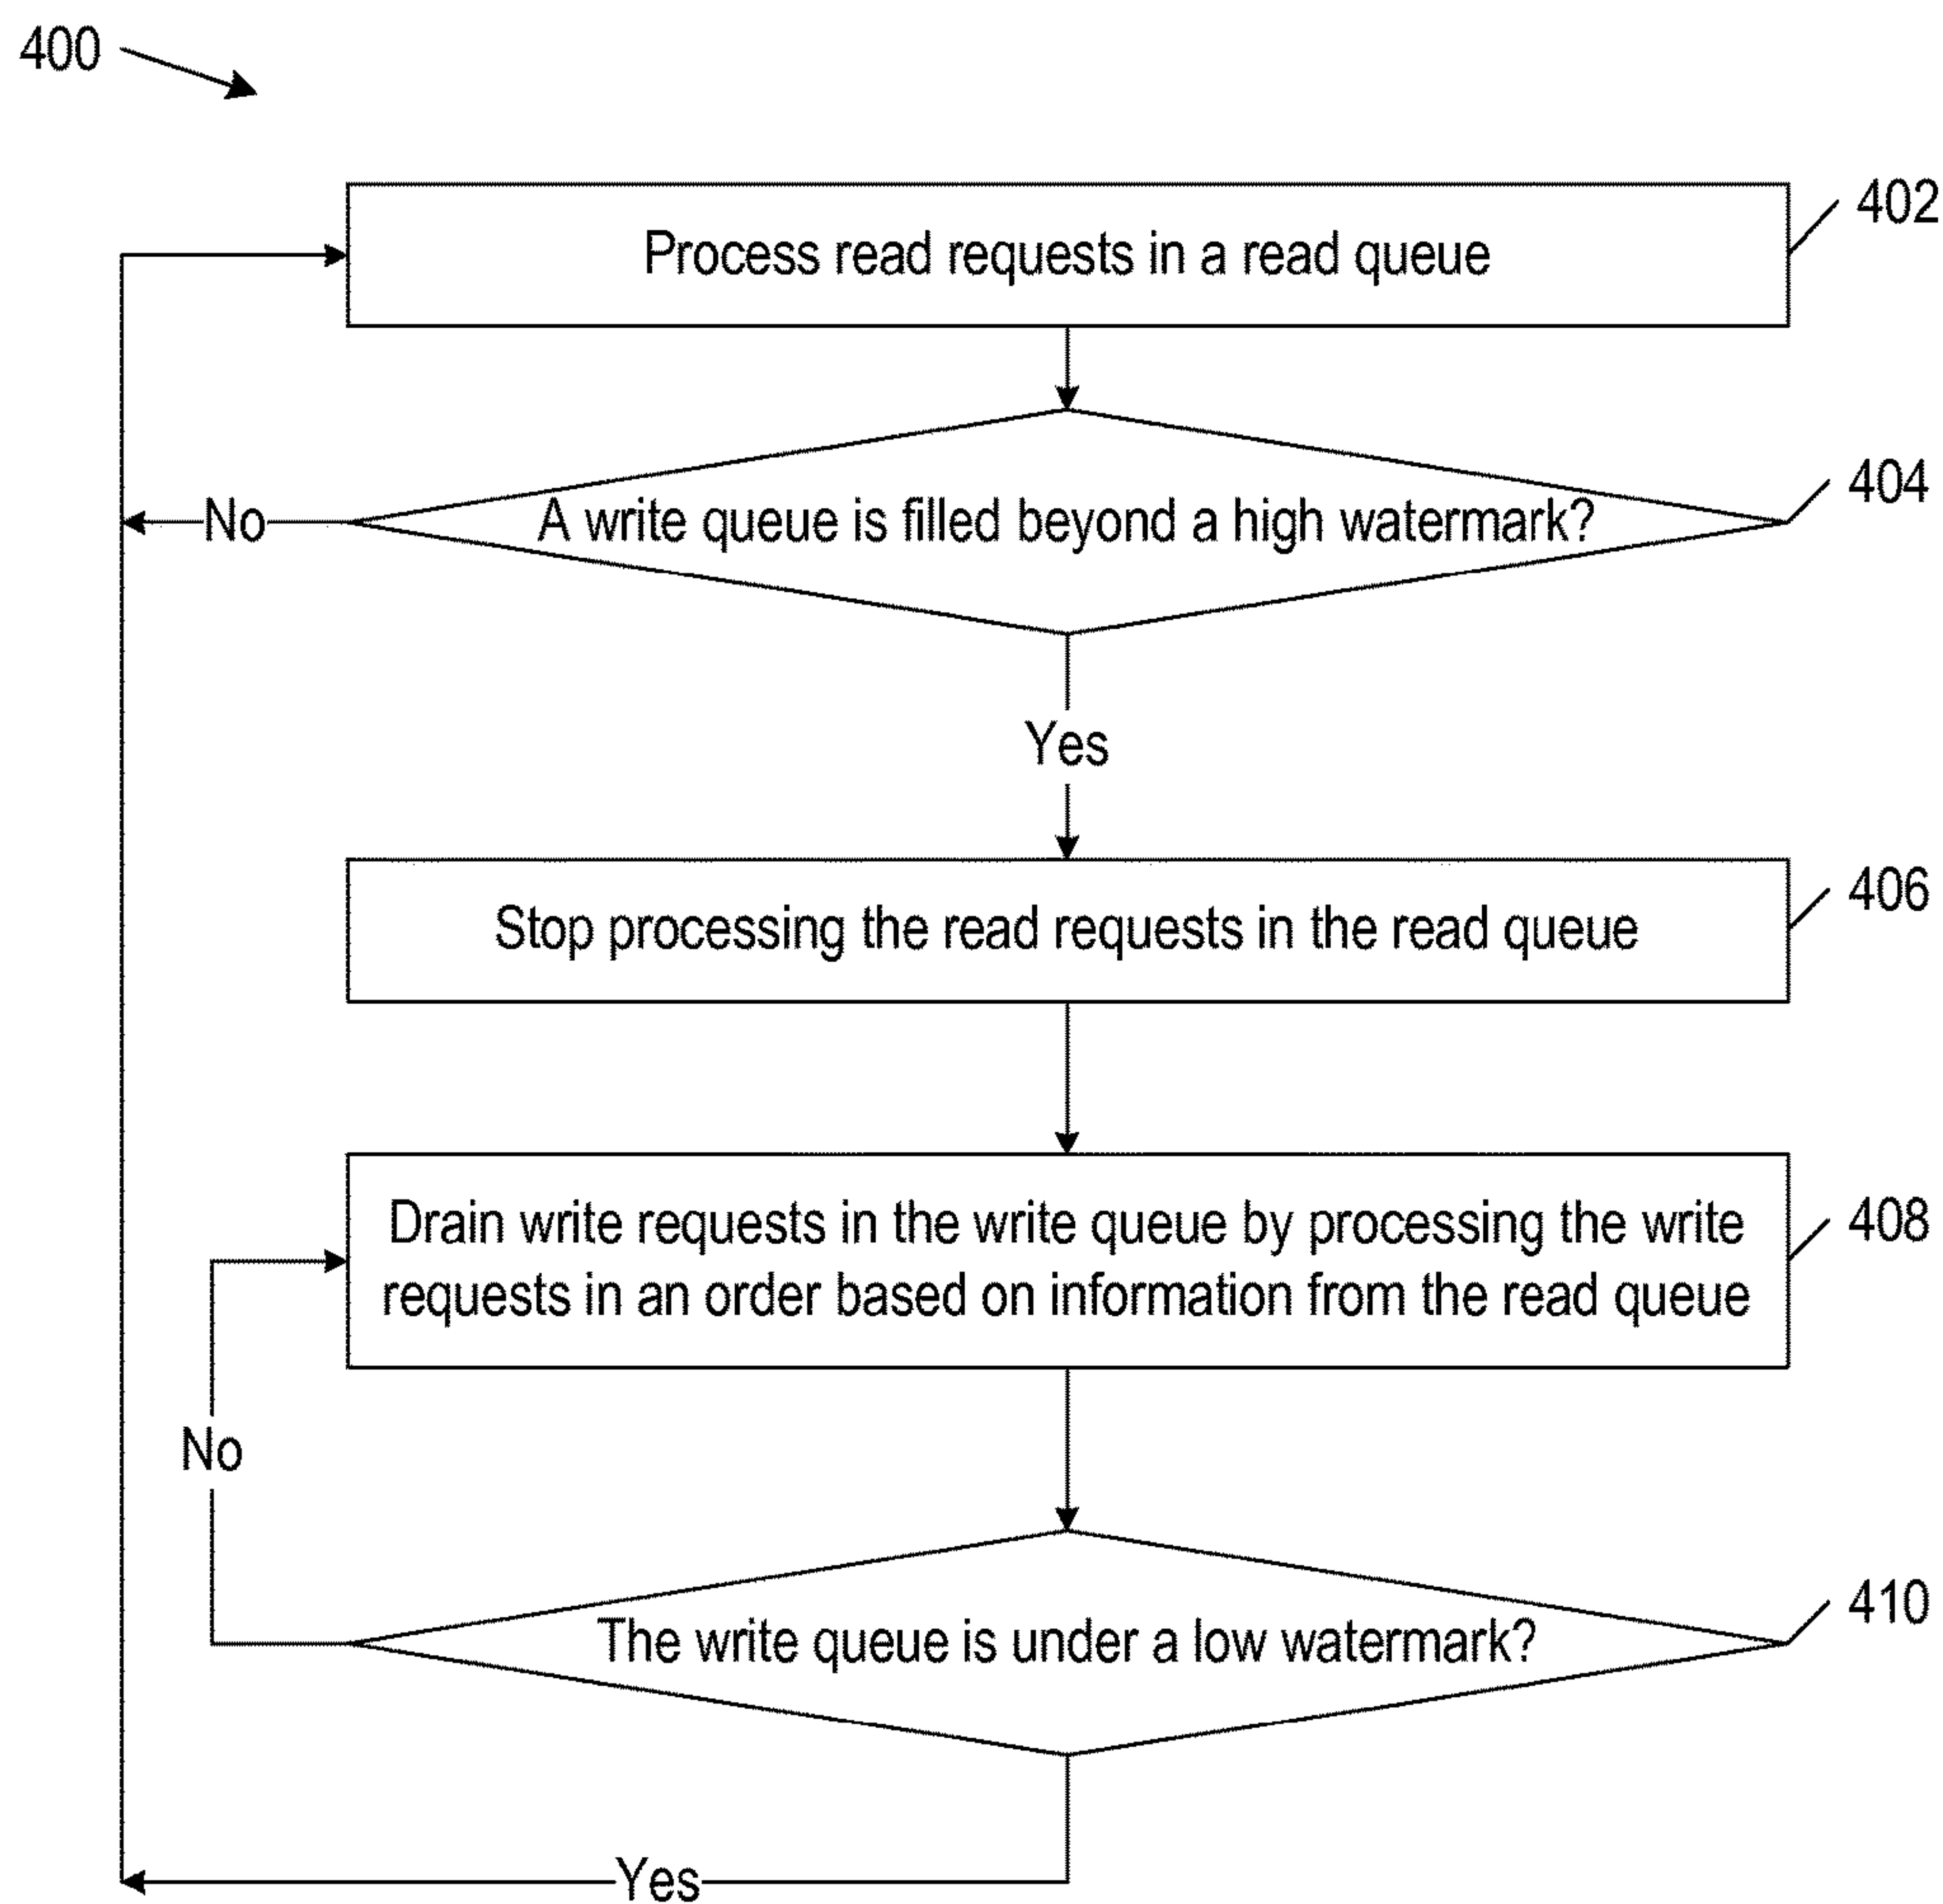 400
Process read requests in a read queue
402
A write queue is filled beyond a high watermark?
404
No
Yes
Stop processing the read requests in the read queue
406
Drain write requests in the write queue by processing the write
requests in an order based on information from the read queue
408
No
The write queue is under a low watermark?
410
Yes